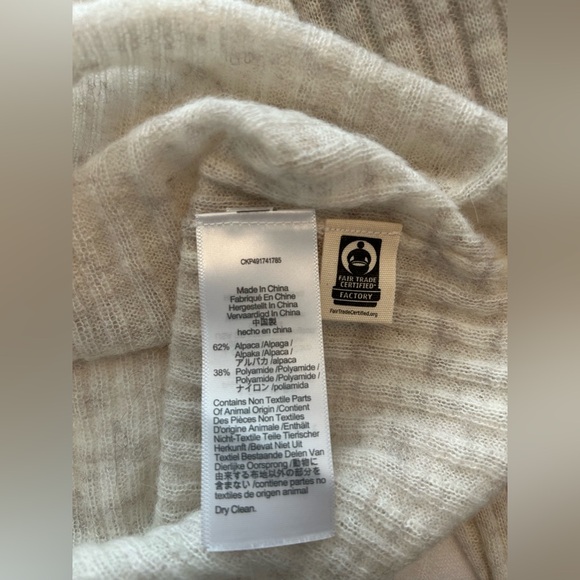 CKP491741785
Made In China
Fabriqué En Chine
Hergestellt In China
Vervaardigd In China
中国製
hecho en china
62% Alpaca /Alpaga /
Alpaka /Alpaca /
アルパカ /alpaca
38% Polyamide /Polyamide /
Polyamide /Polyamide /
ナイロン /poliamida
Contains Non Textile Parts
Of Animal Origin /Contient
Des Pièces Non Textiles
D'origine Animale /Enthält
Nicht-Textile Teile Tierischer
Herkunft /Bevat Niet Uit
Textiel Bestaande Delen Van
Dierlijke Oorsprong /動物に
由来する布地以外の部分を
含まない /contiene partes no
textiles de origen animal
Dry Clean.
FAIR TRADE
CERTIFIED
FACTORY
FairTradeCertified.org